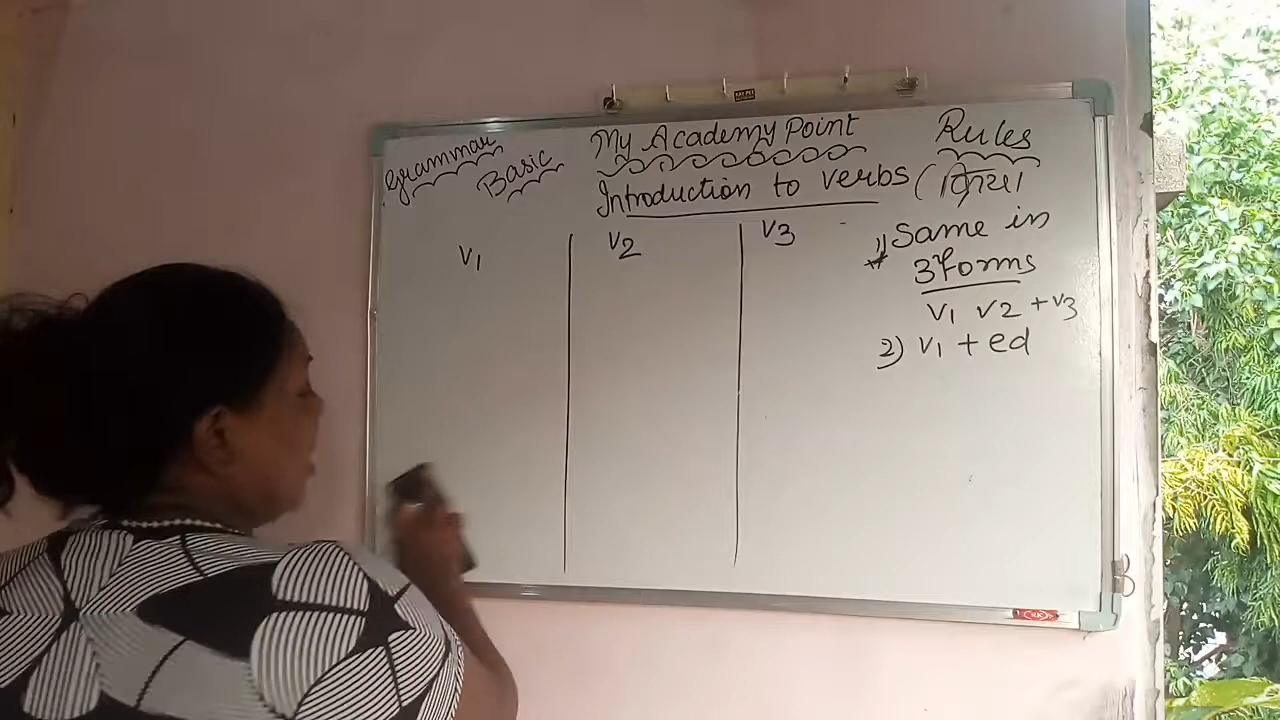 My Academy Point
Grammar
Basic
Introduction to verbs (
V1
V2
V3
Rules
1) Same in
3 Forms
V1 V2 + V3
2) V1 + ed